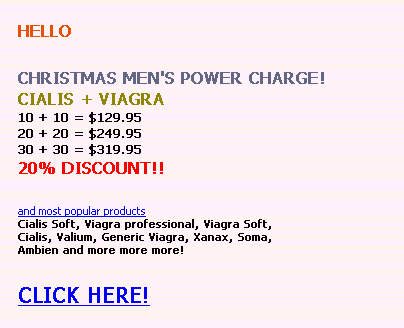 HELLO
CHRISTMAS MEN'S POWER CHARGE!
CIALIS + VIAGRA
10 + 10 = $129.95
20 + 20 = $249.95
30 + 30 = $319.95
20% DISCOUNT!!
and most popular products
Cialis Soft, Viagra professional, Viagra Soft,
Cialis, Valium, Generic Viagra, Xanax, Soma,
Ambien and more more more!
CLICK HERE!